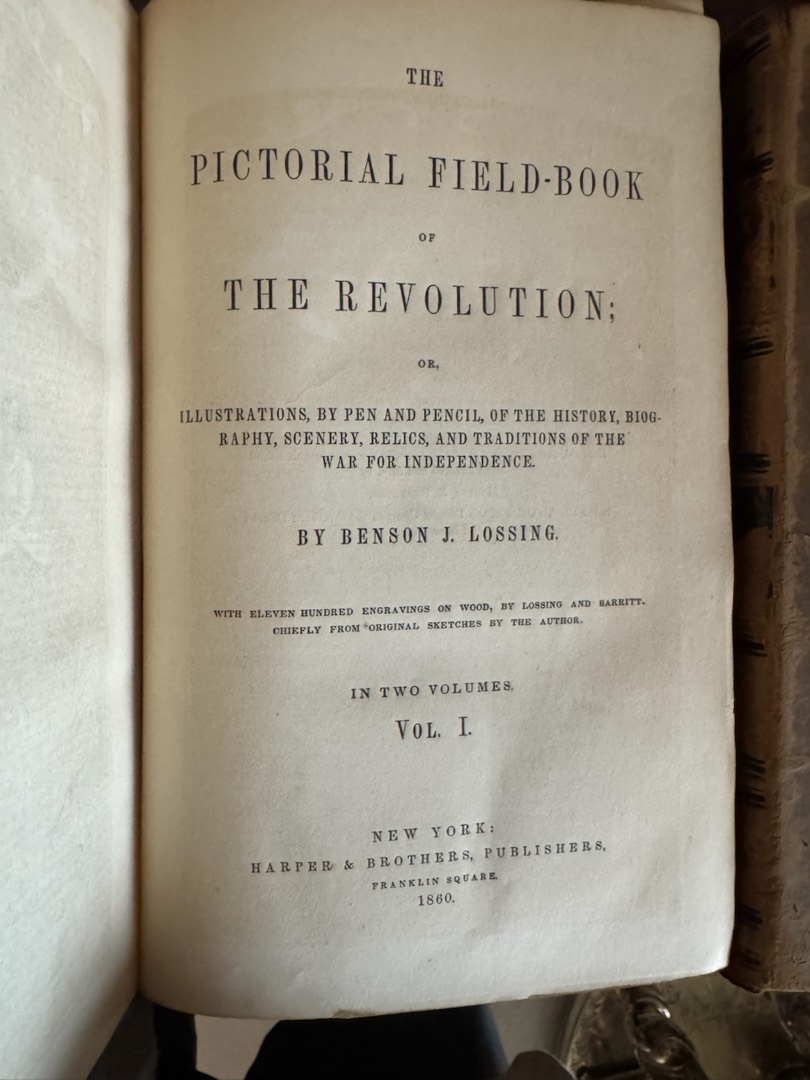 THE
PICTORIAL FIELD-BOOK
OF
THE REVOLUTION;
OR,
ILLUSTRATIONS, BY PEN AND PENCIL, OF THE HISTORY, BIOG-
RAPHY, SCENERY, RELICS, AND TRADITIONS OF THE
WAR FOR INDEPENDENCE.
BY BENSON J. LOSSING.
WITH ELEVEN HUNDRED ENGRAVINGS ON WOOD, BY LOSSING AND BARRITT.
CHIEFLY FROM ORIGINAL SKETCHES BY THE AUTHOR.
IN TWO VOLUMES.
VOL. I.
NEW YORK:
HARPER & BROTHERS, PUBLISHERS,
FRANKLIN SQUARE.
1860.